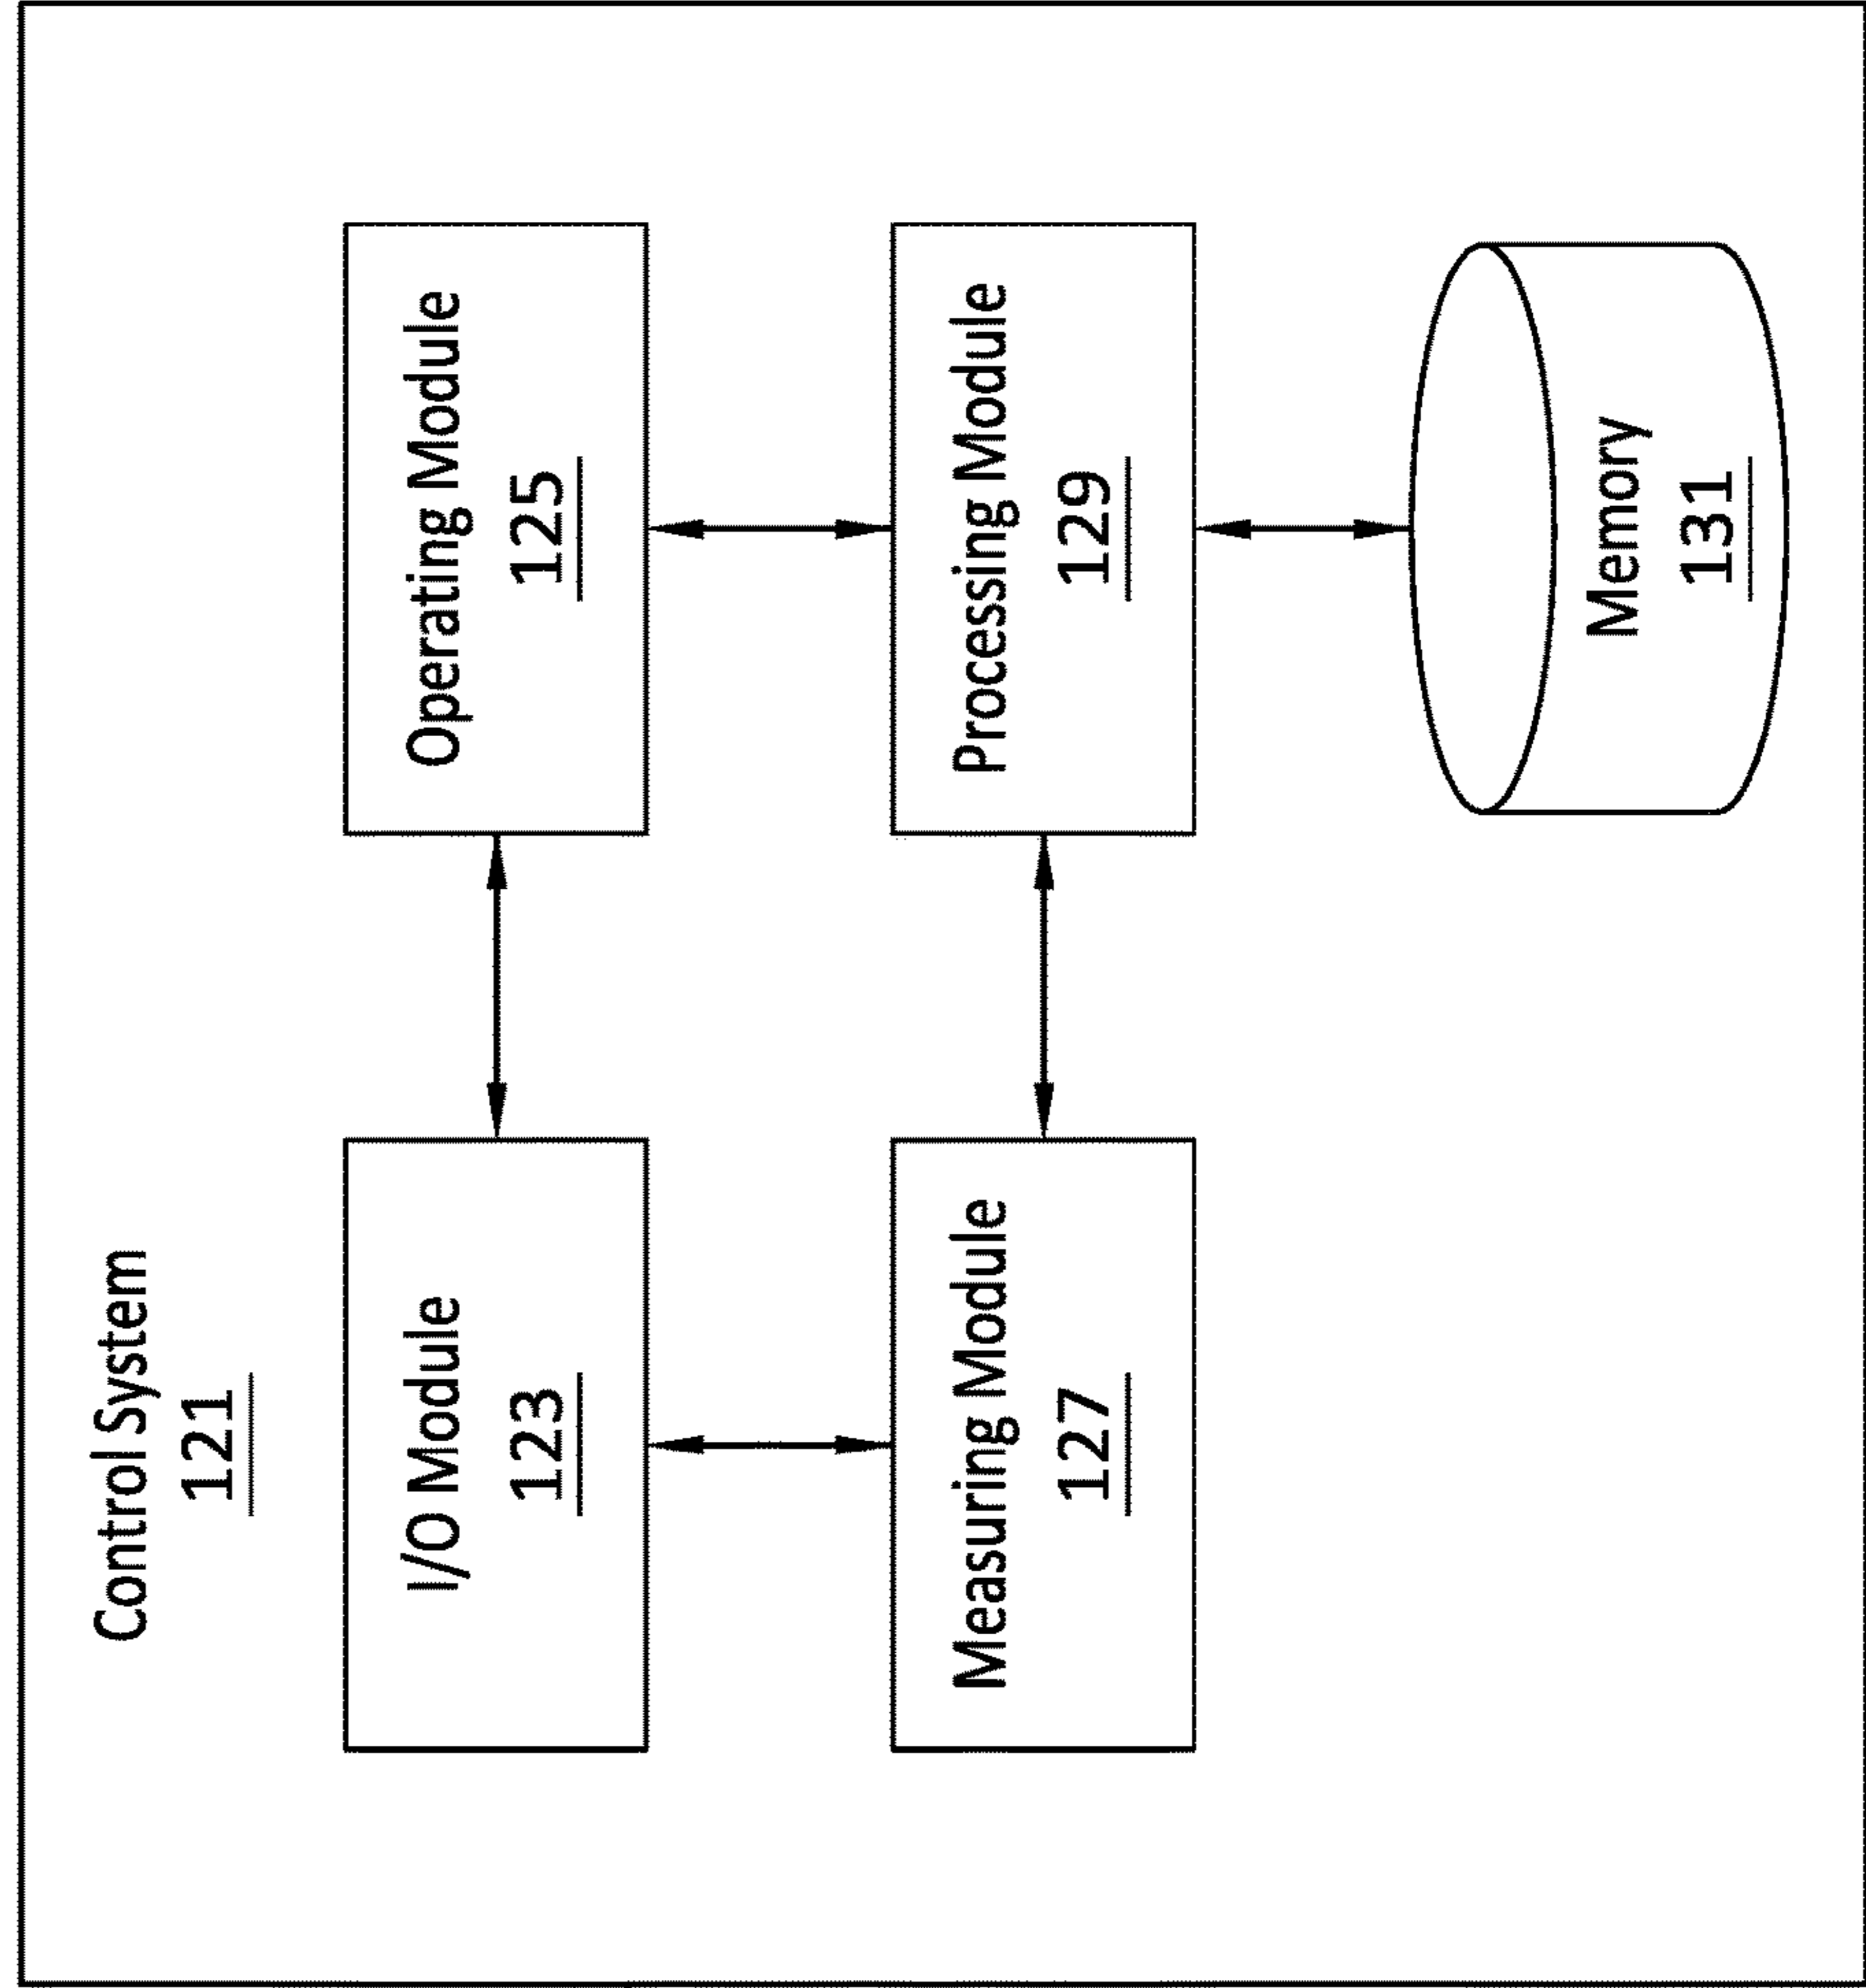 Control System
121
I/O Module
123
Operating Module
125
Measuring Module
127
Processing Module
129
Memory
131